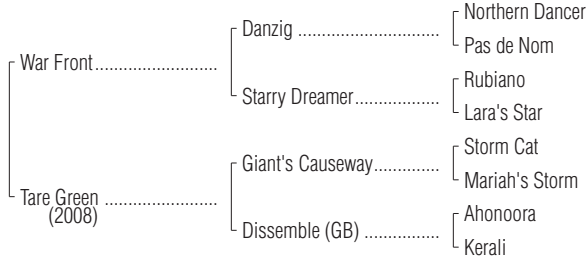 Northern Dancer
Danzig ................................
Pas de Nom
War Front............................
Rubiano
Starry Dreamer...................
Lara's Star
Storm Cat
Giant's Causeway..............
Mariah's Storm
Tare Green ..........................
(2008)
Ahonoora
Dissemble (GB) ................
Kerali